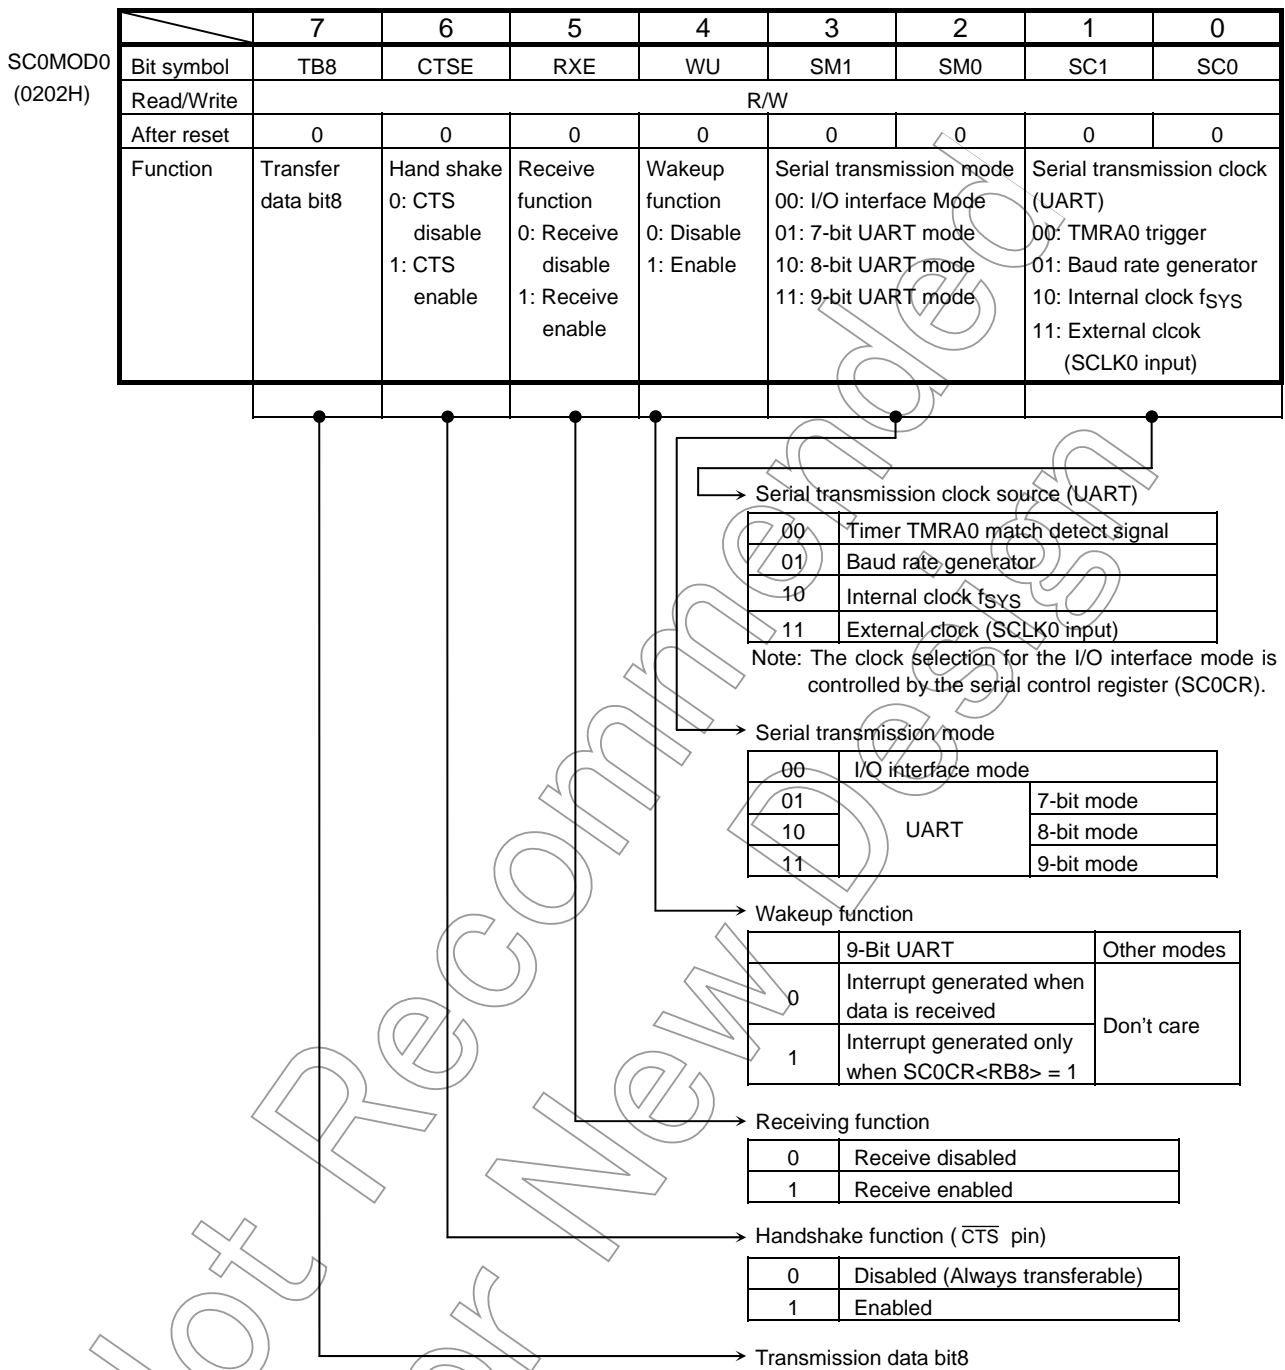 7 6 5 4 3 2 1 0
SC0MOD0
(0202H)
Bit symbol TB8 CTSE RXE WU SM1 SM0 SC1 SC0
Read/Write R/W
After reset 0 0 0 0 0 0 0 0
Function
Transfer
data bit8
Hand shake
0: CTS
disable
1: CTS
enable
Receive
function
0: Receive
disable
1: Receive
enable
Wakeup
function
0: Disable
1: Enable
Serial transmission mode
00: I/O interface Mode
01: 7-bit UART mode
10: 8-bit UART mode
11: 9-bit UART mode
Serial transmission clock
(UART)
00: TMRA0 trigger
01: Baud rate generator
10: Internal clock fSYS
11: External clcok
(SCLK0 input)
Serial transmission clock source (UART)
00 Timer TMRA0 match detect signal
01 Baud rate generator
10 Internal clock fSYS
11 External clock (SCLK0 input)
Note: The clock selection for the I/O interface mode is
controlled by the serial control register (SC0CR).
Serial transmission mode
00 I/O interface mode
01 7-bit mode
10 UART 8-bit mode
11 9-bit mode
Wakeup function
9-Bit UART Other modes
0 Interrupt generated when
data is received
Don't care
1 Interrupt generated only
when SC0CR<RB8> = 1
Receiving function
0 Receive disabled
1 Receive enabled
Handshake function ( CTS pin)
0 Disabled (Always transferable)
1 Enabled
Transmission data bit8
Not Recommended
for New Design